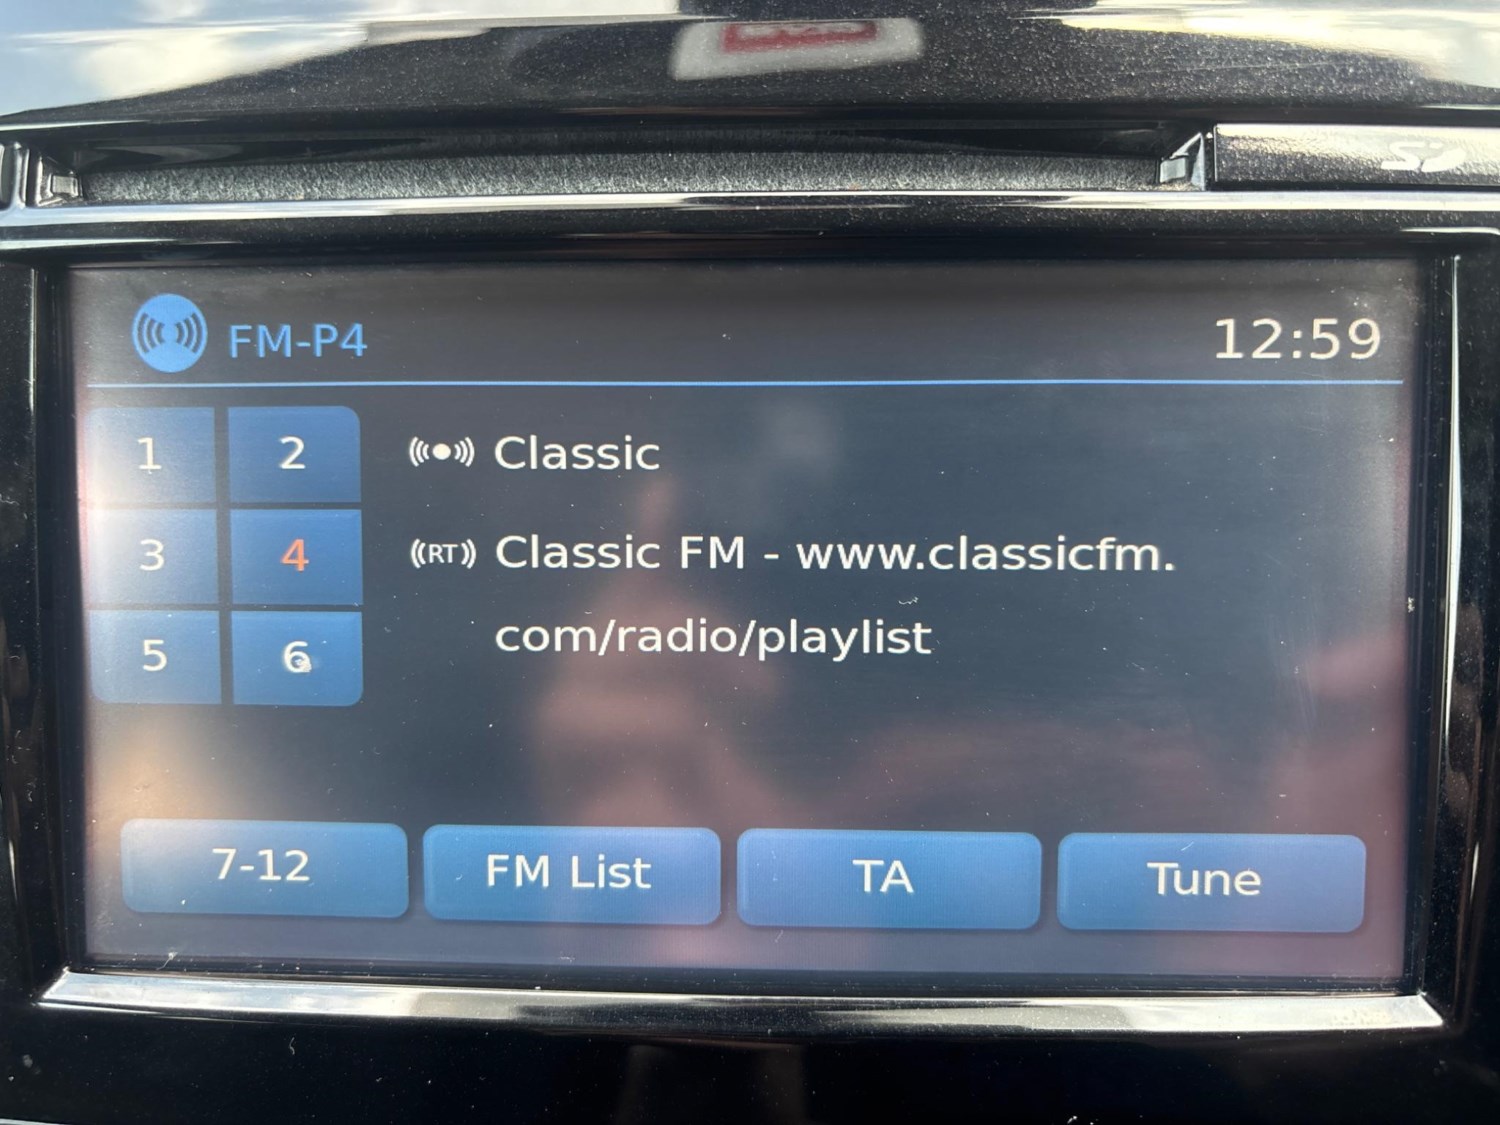 FM-P4
12:59
1 2
3 4
5 6
Classic
RT Classic FM - www.classicfm.
com/radio/playlist
7-12 FM List TA Tune